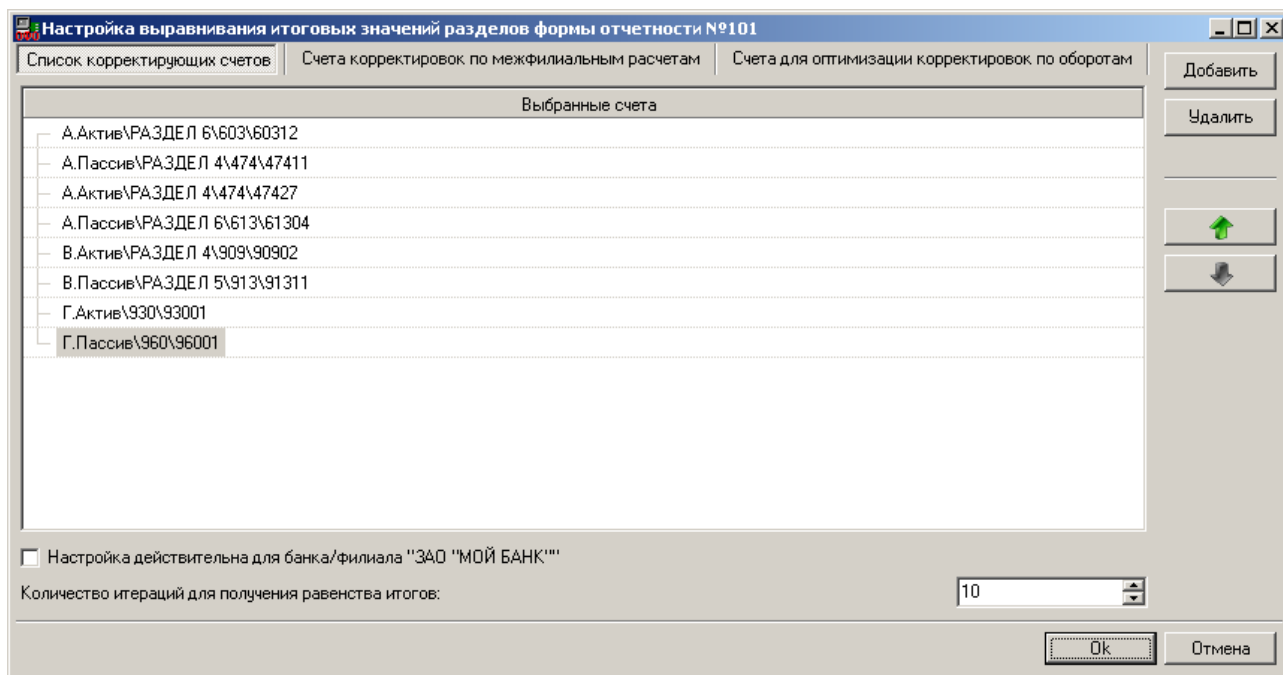 Настройка выравнивания итоговых значений разделов формы отчетности №101
Список корректирующих счетов
Счета корректировок по межфилиальным расчетам
Счета для оптимизации корректировок по оборотам
Добавить
Удалить
Выбранные счета
А.Актив\РАЗДЕЛ 6\603\60312
А.Пассив\РАЗДЕЛ 4\474\47411
А.Актив\РАЗДЕЛ 4\474\47427
А.Пассив\РАЗДЕЛ 6\613\61304
В.Актив\РАЗДЕЛ 4\909\90902
В.Пассив\РАЗДЕЛ 5\913\91311
Г.Актив\930\93001
Г.Пассив\960\96001
Настройка действительна для банка/филиала "ЗАО "МОЙ БАНК""
Количество итераций для получения равенства итогов: 10
Ok Отмена